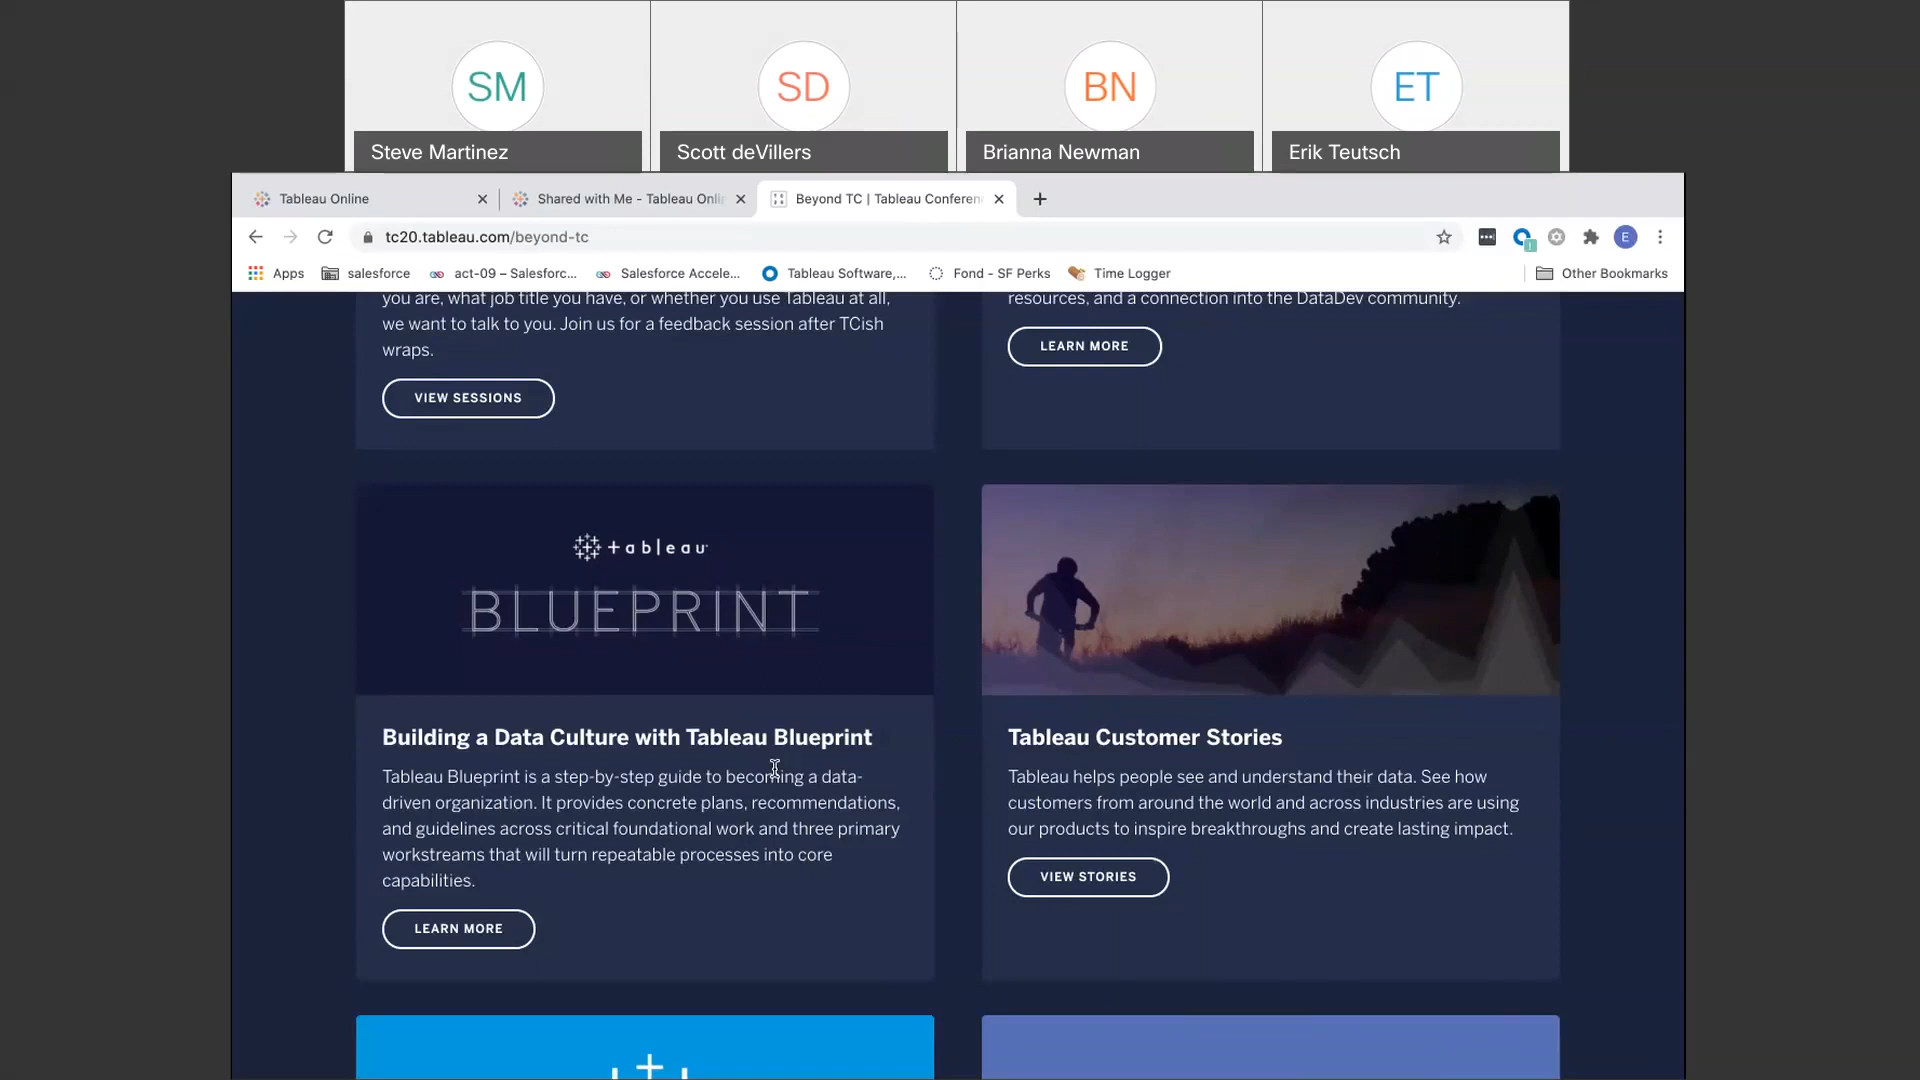 SM
SD
BN
ET
Steve Martinez
Scott deVillers
Brianna Newman
Erik Teutsch
Tableau Online
Shared with Me - Tableau Onli
Beyond TC | Tableau Conferen
tc20.tableau.com/beyond-tc
E
Apps
salesforce
act-09 – Salesforc...
Salesforce Accele...
Tableau Software,...
Fond - SF Perks
Time Logger
Other Bookmarks
you are, what job title you have, or whether you use Tableau at all,
we want to talk to you. Join us for a feedback session after TCish
wraps.
VIEW SESSIONS
resources, and a connection into the DataDev community.
LEARN MORE
+ableau
BLUEPRINT
Building a Data Culture with Tableau Blueprint
Tableau Blueprint is a step-by-step guide to becoming a data-
driven organization. It provides concrete plans, recommendations,
and guidelines across critical foundational work and three primary
workstreams that will turn repeatable processes into core
capabilities.
LEARN MORE
Tableau Customer Stories
Tableau helps people see and understand their data. See how
customers from around the world and across industries are using
our products to inspire breakthroughs and create lasting impact.
VIEW STORIES